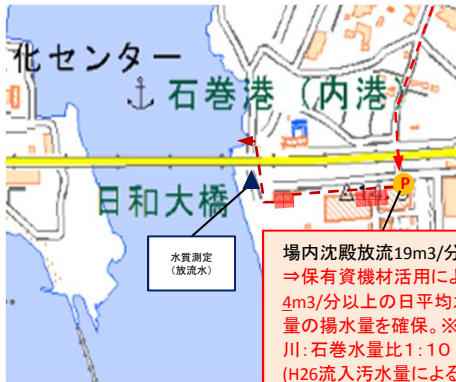 化センター
石巻港（内港）
日和大橋
P
水質測定
（放流水）
場内沈殿放流19m3/分
⇒保有資機材活用によ
4m3/分以上の日平均
量の揚水量を確保。※
川：石巻水量比1：10
(H26流入汚水量による